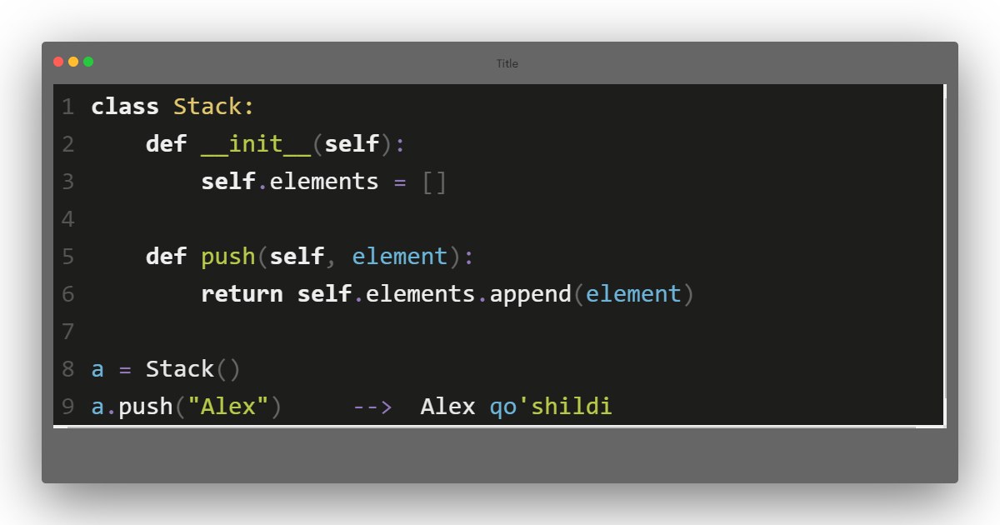 Title
1 class Stack:
2     def __init__(self):
3         self.elements = []
4
5     def push(self, element):
6         return self.elements.append(element)
7
8 a = Stack()
9 a.push("Alex")     --> Alex qo'shildi